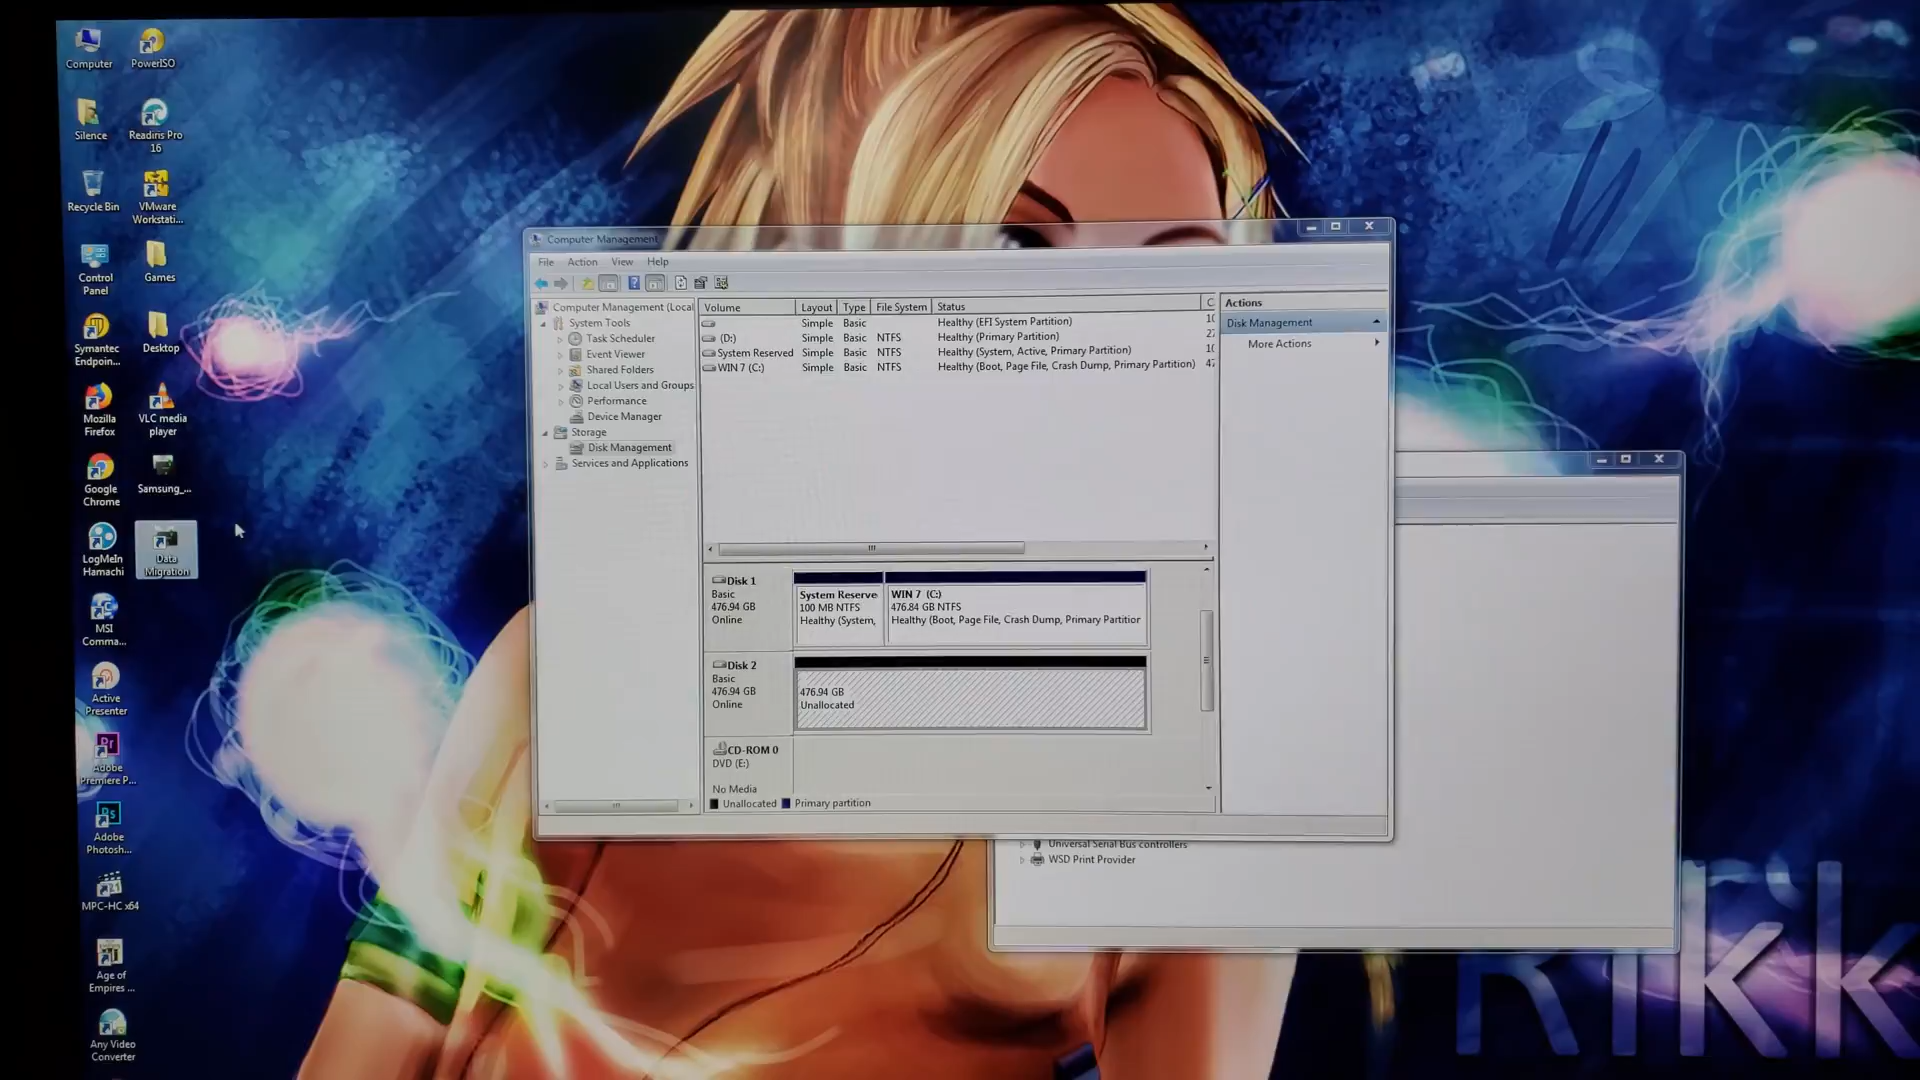 Computer
PowerISO
Silence
Readiris Pro
16
Recycle Bin
VMware
Workstati...
Control
Panel
Games
Symantec
Endpoin...
Desktop
Mozilla
Firefox
VLC media
player
Google
Chrome
Samsung_...
LogMeIn
Hamachi
Data
Migration
MSI
Comma...
Active
Presenter
Pr
Adobe
Premiere P...
Ps
Adobe
Photosh...
MPC-HC x64
Age of
Empires ...
Any Video
Converter
Computer Management
File Action View Help
Computer Management (Local
System Tools
Task Scheduler
Event Viewer
Shared Folders
Local Users and Groups
Performance
Device Manager
Storage
Disk Management
Services and Applications
Volume Layout Type File System Status C
Simple Basic Healthy (EFI System Partition) 10
(D:) Simple Basic NTFS Healthy (Primary Partition) 27
System Reserved Simple Basic NTFS Healthy (System, Active, Primary Partition) 10
WIN 7 (C:) Simple Basic NTFS Healthy (Boot, Page File, Crash Dump, Primary Partition) 47
Disk 1
Basic
476.94 GB
Online
System Reserve
100 MB NTFS
Healthy (System,
WIN 7 (C:)
476.84 GB NTFS
Healthy (Boot, Page File, Crash Dump, Primary Partition
Disk 2
Basic
476.94 GB
Online
476.94 GB
Unallocated
CD-ROM 0
DVD (E:)
No Media
Unallocated Primary partition
Actions
Disk Management
More Actions
Universal Serial Bus controllers
WSD Print Provider
Rikk